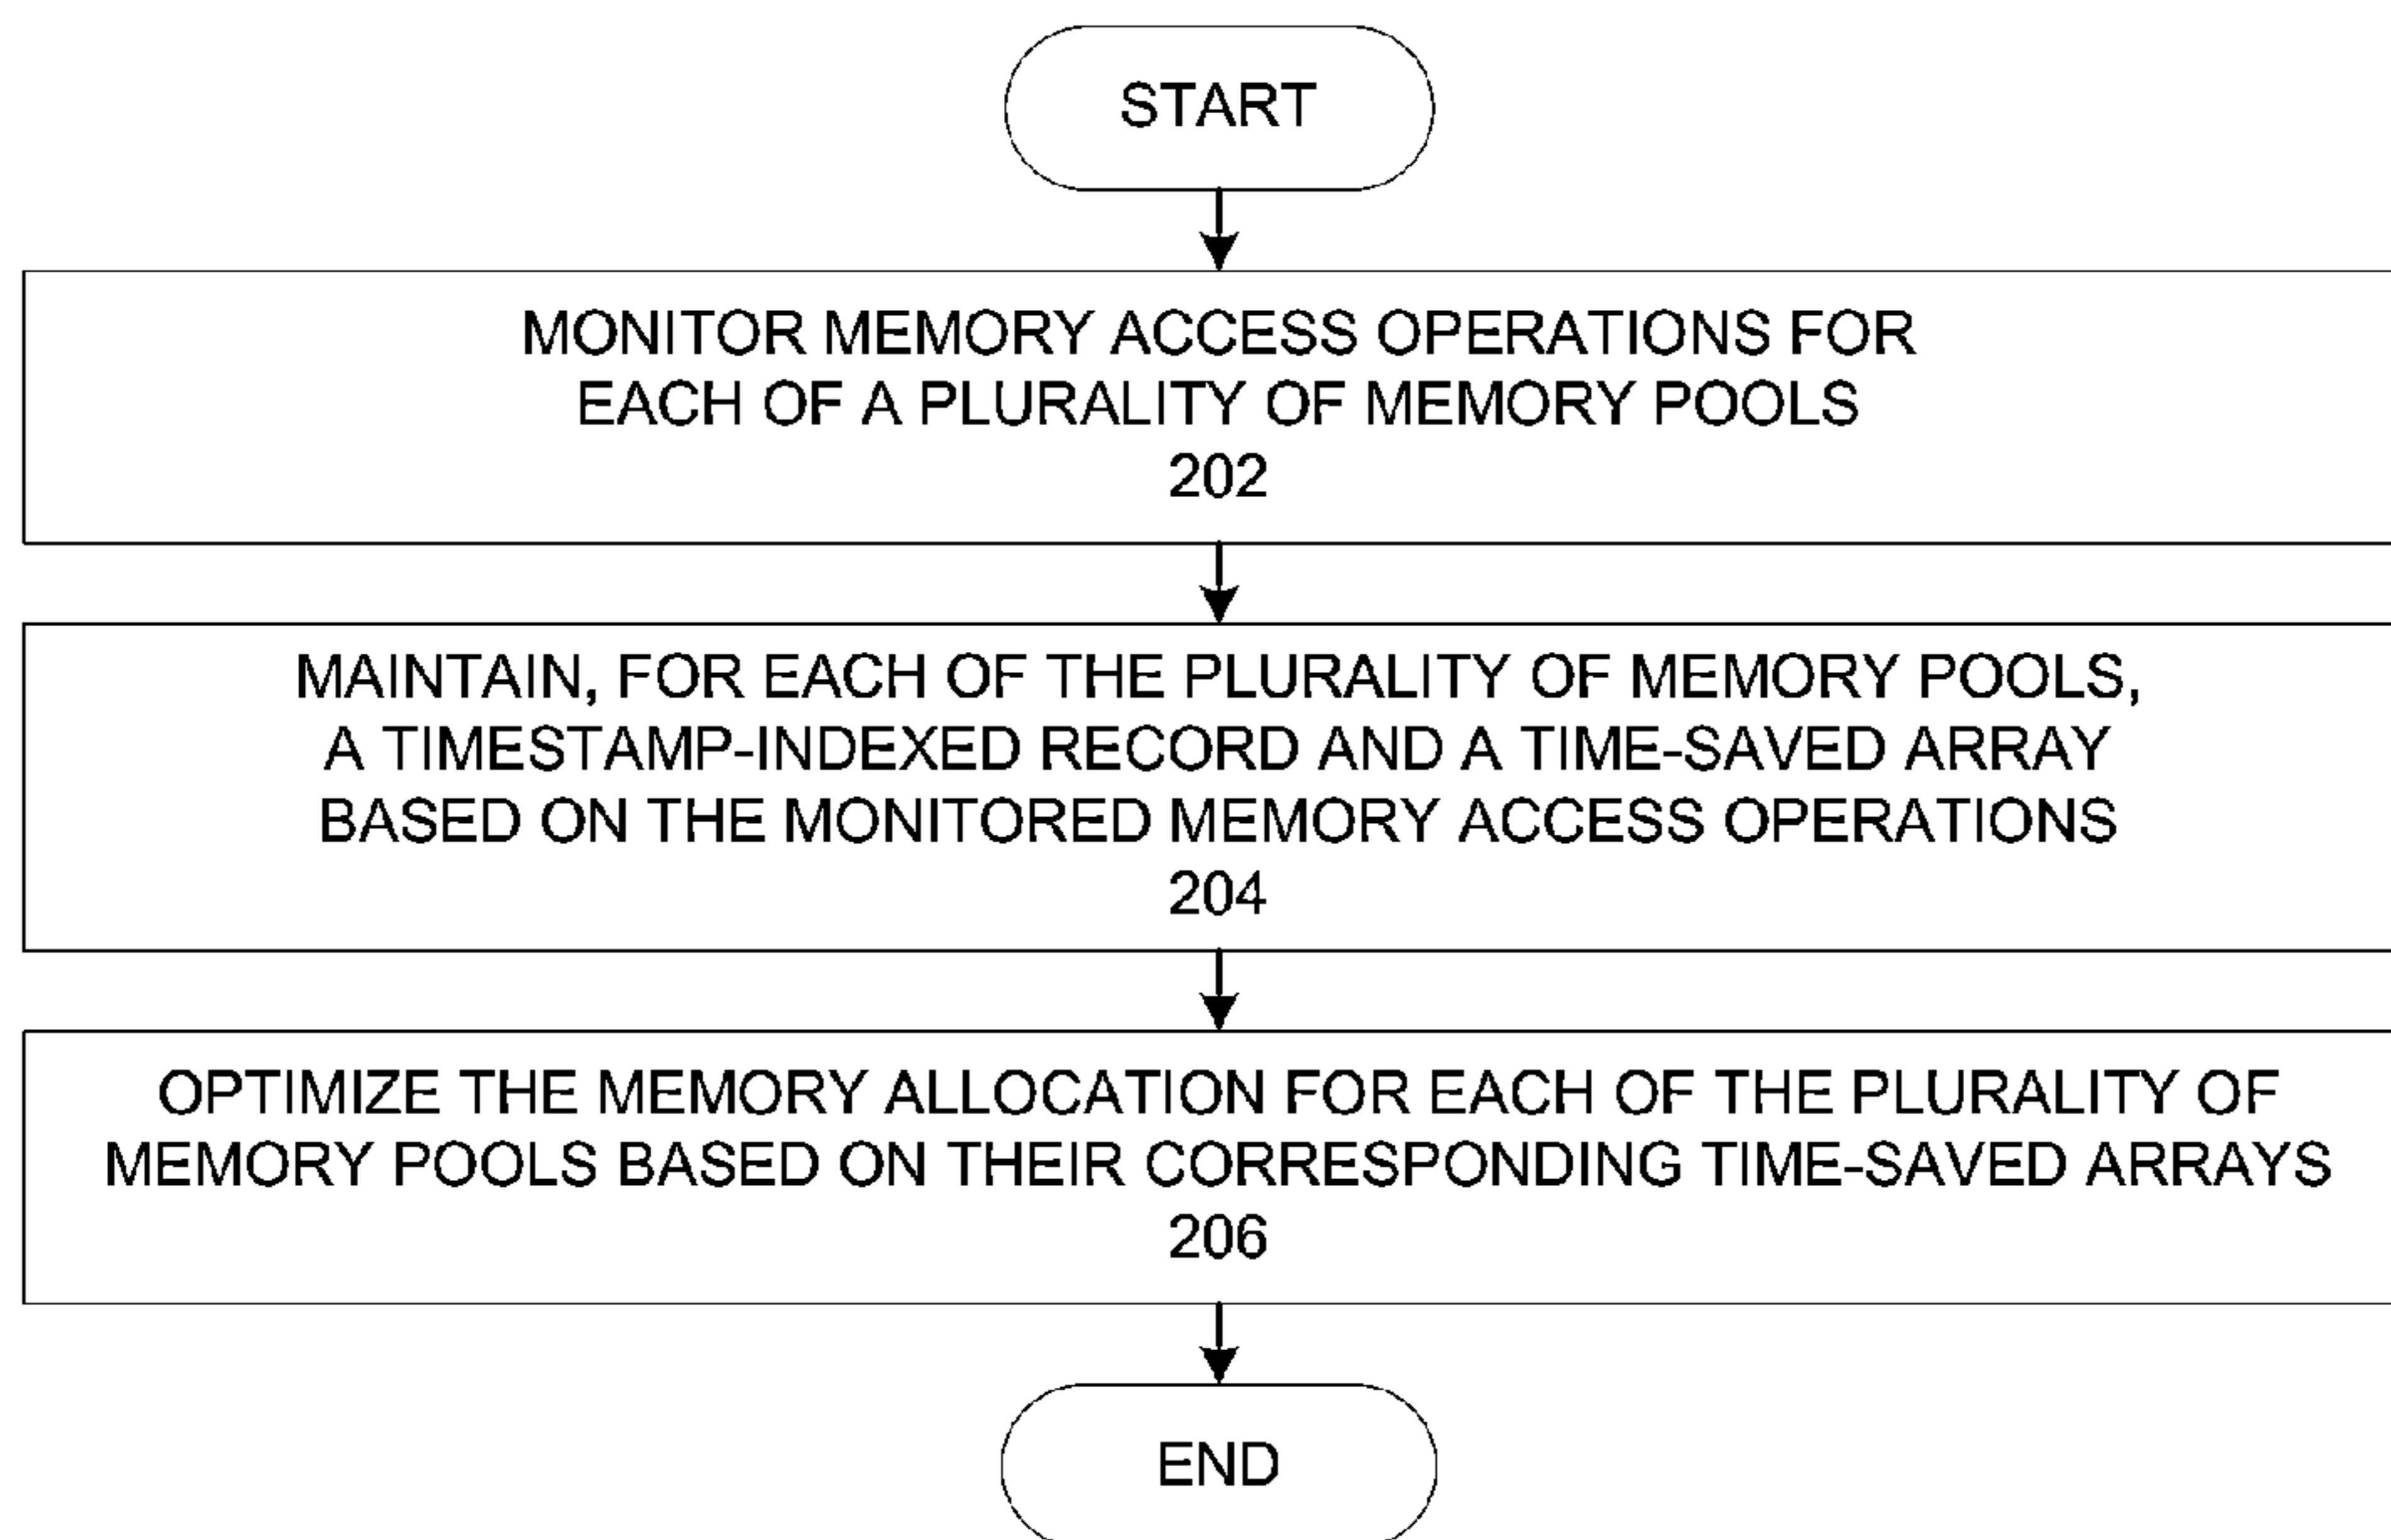 START
MONITOR MEMORY ACCESS OPERATIONS FOR
EACH OF A PLURALITY OF MEMORY POOLS
202
MAINTAIN, FOR EACH OF THE PLURALITY OF MEMORY POOLS,
A TIMESTAMP-INDEXED RECORD AND A TIME-SAVED ARRAY
BASED ON THE MONITORED MEMORY ACCESS OPERATIONS
204
OPTIMIZE THE MEMORY ALLOCATION FOR EACH OF THE PLURALITY OF
MEMORY POOLS BASED ON THEIR CORRESPONDING TIME-SAVED ARRAYS
206
END